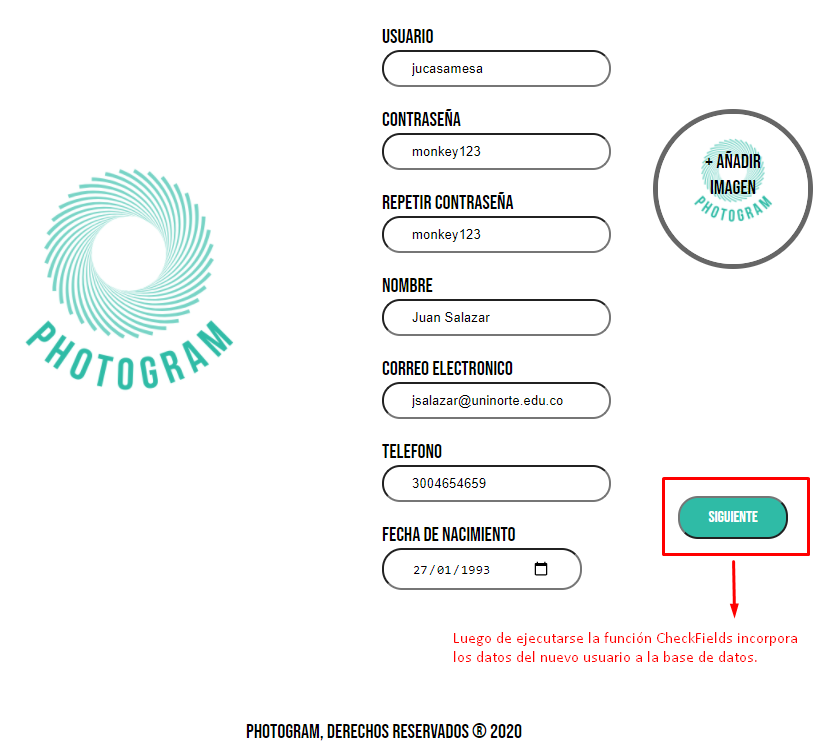 USUARIO
jucasamesa
CONTRASEÑA
monkey123
REPETIR CONTRASEÑA
monkey123
NOMBRE
Juan Salazar
CORREO ELECTRONICO
jsalazar@uninorte.edu.co
TELEFONO
3004654659
FECHA DE NACIMIENTO
27/01/1993
PHOTOGRAM
+ AÑADIR
IMAGEN
PHOTOGRAM
SIGUIENTE
Luego de ejecutarse la función CheckFields incorpora
los datos del nuevo usuario a la base de datos.
PHOTOGRAM, DERECHOS RESERVADOS ® 2020